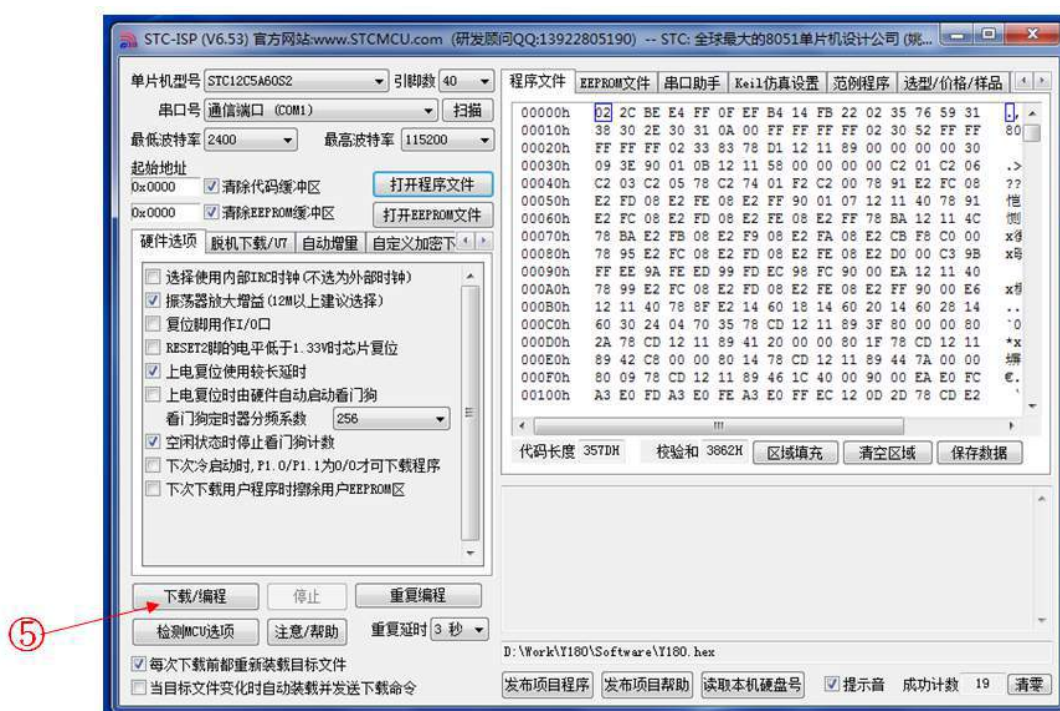 STC-ISP (V6.53) 官方网站:www.STCMCU.com (研发顾问QQ:13922805190) -- STC: 全球最大的8051单片机设计公司 (姚...
单片机型号 STC12C5A60S2 引脚数 40
串口号 通信端口 (COM1) 扫描
最低波特率 2400 最高波特率 115200
起始地址
0x0000 清除代码缓冲区 打开程序文件
0x0000 清除EEPROM缓冲区 打开EEPROM文件
硬件选项 脱机下载/U7 自动增量 自定义加密下
选择使用内部IRC时钟(不选为外部时钟)
振荡器放大增益(12M以上建议选择)
复位脚用作I/O口
RESET2脚的电平低于1.33V时芯片复位
上电复位使用较长延时
上电复位时由硬件自动启动看门狗
看门狗定时器分频系数 256
空闲状态时停止看门狗计数
下次冷启动时,P1.0/P1.1为0/0才可下载程序
下次下载用户程序时擦除用户EEPROM区
下载/编程 停止 重复编程
⑤
检测MCU选项 注意/帮助 重复延时 3 秒
每次下载前都重新装载目标文件
当目标文件变化时自动装载并发送下载命令
程序文件 EEPROM文件 串口助手 Keil仿真设置 范例程序 选型/价格/样品
00000h 02 2C BE E4 FF 0F EF B4 14 FB 22 02 35 76 59 31 .,
00010h 38 30 2E 30 31 0A 00 FF FF FF FF 02 30 52 FF FF 80
00020h FF FF FF 02 33 83 78 D1 12 11 89 00 00 00 00 30
00030h 09 3E 90 01 0B 12 11 58 00 00 00 00 C2 01 C2 06 .>
00040h C2 03 C2 05 78 C2 74 01 F2 C2 00 78 91 E2 FC 08 ??
00050h E2 FD 08 E2 FE 08 E2 FF 90 01 07 12 11 40 78 91
00060h E2 FC 08 E2 FD 08 E2 FE 08 E2 FF 78 BA 12 11 4C
00070h 78 BA E2 FB 08 E2 F9 08 E2 FA 08 E2 CB F8 C0 00
00080h 78 95 E2 FC 08 E2 FD 08 E2 FE 08 E2 D0 00 C3 9B
00090h FF EE 9A FE ED 99 FD EC 98 FC 90 00 EA 12 11 40
000A0h 78 99 E2 FC 08 E2 FD 08 E2 FE 08 E2 FF 90 00 E6
000B0h 12 11 40 78 8F E2 14 60 18 14 60 20 14 60 28 14 ..
000C0h 60 30 24 04 70 35 78 CD 12 11 89 3F 80 00 00 80 `0
000D0h 2A 78 CD 12 11 89 41 20 00 00 80 1F 78 CD 12 11 *x
000E0h 89 42 C8 00 00 80 14 78 CD 12 11 89 44 7A 00 00
000F0h 80 09 78 CD 12 11 89 46 1C 40 00 90 00 EA E0 FC €.
00100h A3 E0 FD A3 E0 FE A3 E0 FF EC 12 0D 2D 78 CD E2
代码长度 357DH 校验和 3862H 区域填充 清空区域 保存数据
D:\Work\Y180\Software\Y180.hex
发布项目程序 发布项目帮助 读取本机硬盘号 提示音 成功计数 19 清零